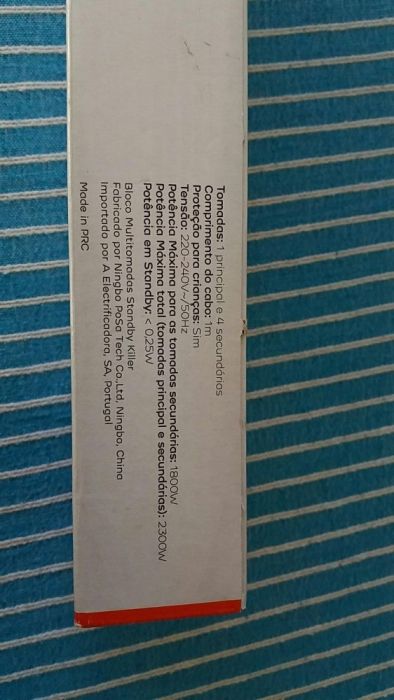 Tomadas: 1 principal e 4 secundárias
Comprimento do cabo: 1m
Proteção para crianças: Sim
Tensão: 220-240V~/50Hz
Potência Máxima para as tomadas secundárias: 1800W
Potência Máxima total (tomadas principal e secundárias): 2300W
Potência em Standby: < 0,25W
Bloco Multitomadas Standby Killer
Fabricado por Ningbo PoSa Tech Co.,Ltd, Ningbo, China
Importado por A Electrificadora, SA, Portugal
Made in PRC